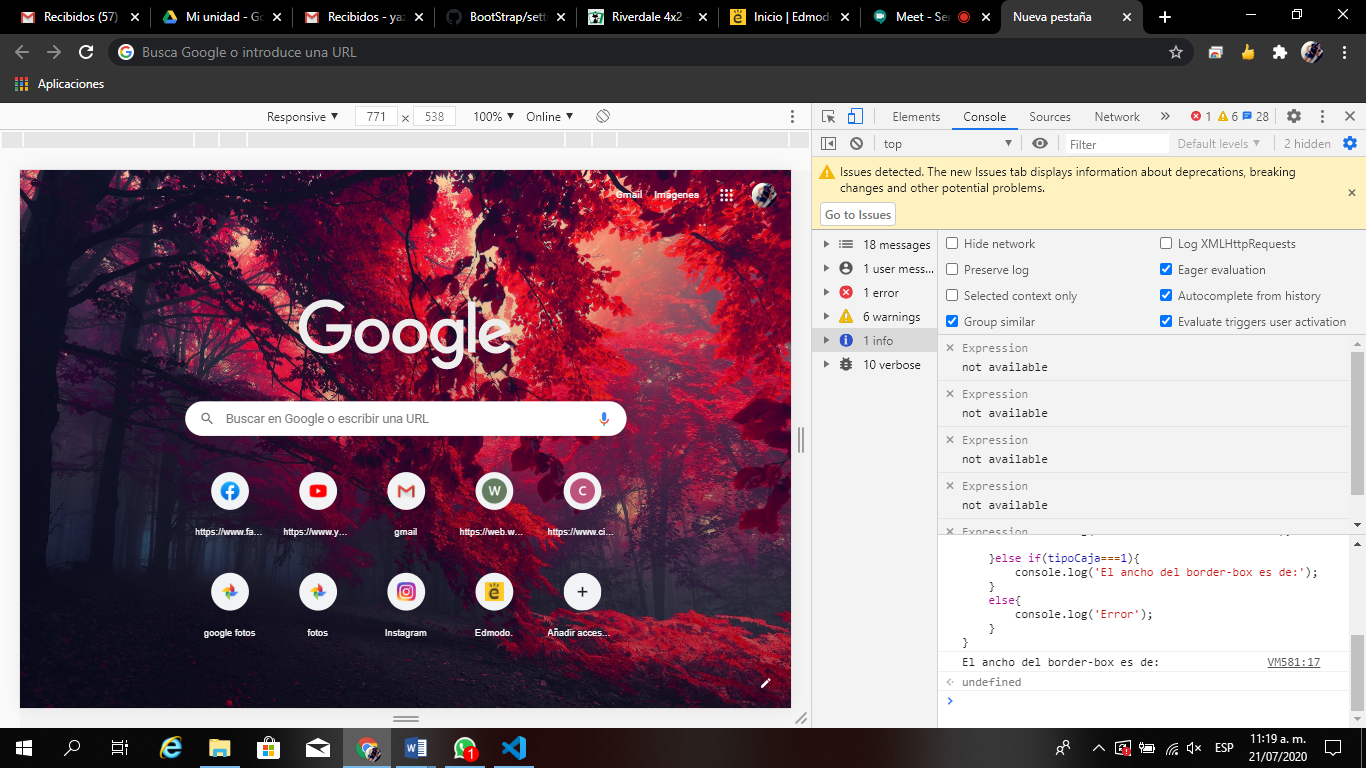 Recibidos (57)
Mi unidad - Go
Recibidos - yaz
BootStrap/sett
Riverdale 4x2 -
Inicio | Edmod
Meet - Se
Nueva pestaña
Busca Google o introduce una URL
Aplicaciones
Responsive ▼ 771 × 538 100% ▼ Online ▼
Elements Console Sources Network » 1 6 28
top ▼ Filter Default levels ▼ 2 hidden
Issues detected. The new Issues tab displays information about deprecations, breaking
changes and other potential problems.
Go to Issues
Gmail Imágenes
Google
Buscar en Google o escribir una URL
https://www.fa...
https://www.y...
gmail
https://web.w...
W
https://www.ci...
C
google fotos
fotos
Instagram
Edmodo.
Añadir acces...
18 messages
1 user mess...
1 error
6 warnings
1 info
10 verbose
Hide network
Log XMLHttpRequests
Preserve log
Eager evaluation
Selected context only
Autocomplete from history
Group similar
Evaluate triggers user activation
Expression
not available
Expression
not available
Expression
not available
Expression
not available
Expression
}else if(tipoCaja===1){
console.log('El ancho del border-box es de:');
}
else{
console.log('Error');
}
}
El ancho del border-box es de: VM581:17
undefined
1
ESP
11:19 a. m.
21/07/2020